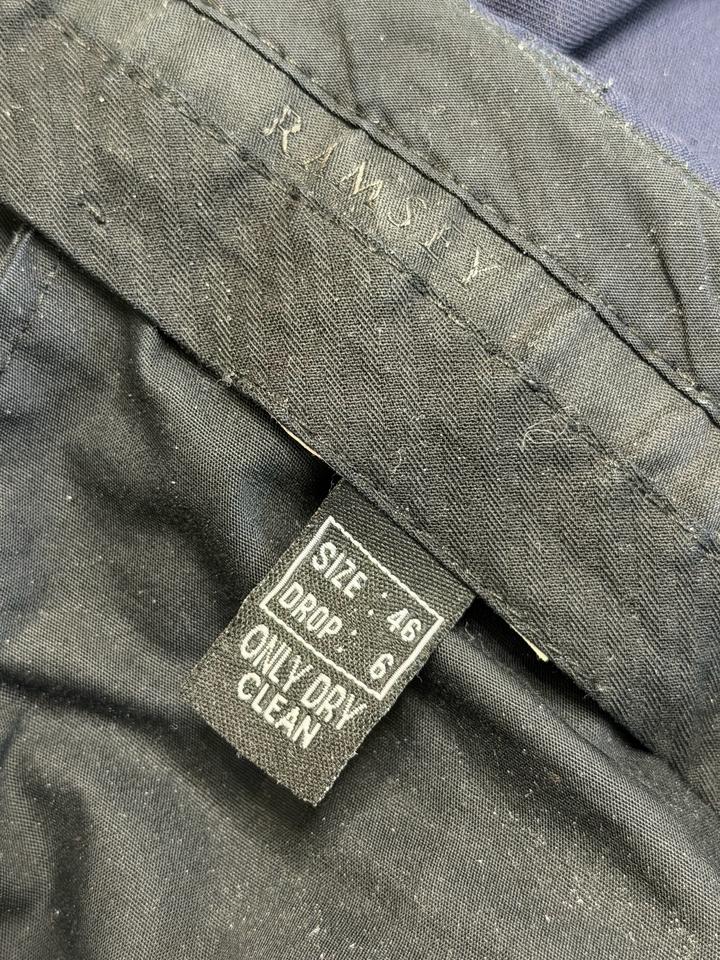 RAMSEY
SIZE : 46
DROP : 6
ONLY DRY
CLEAN